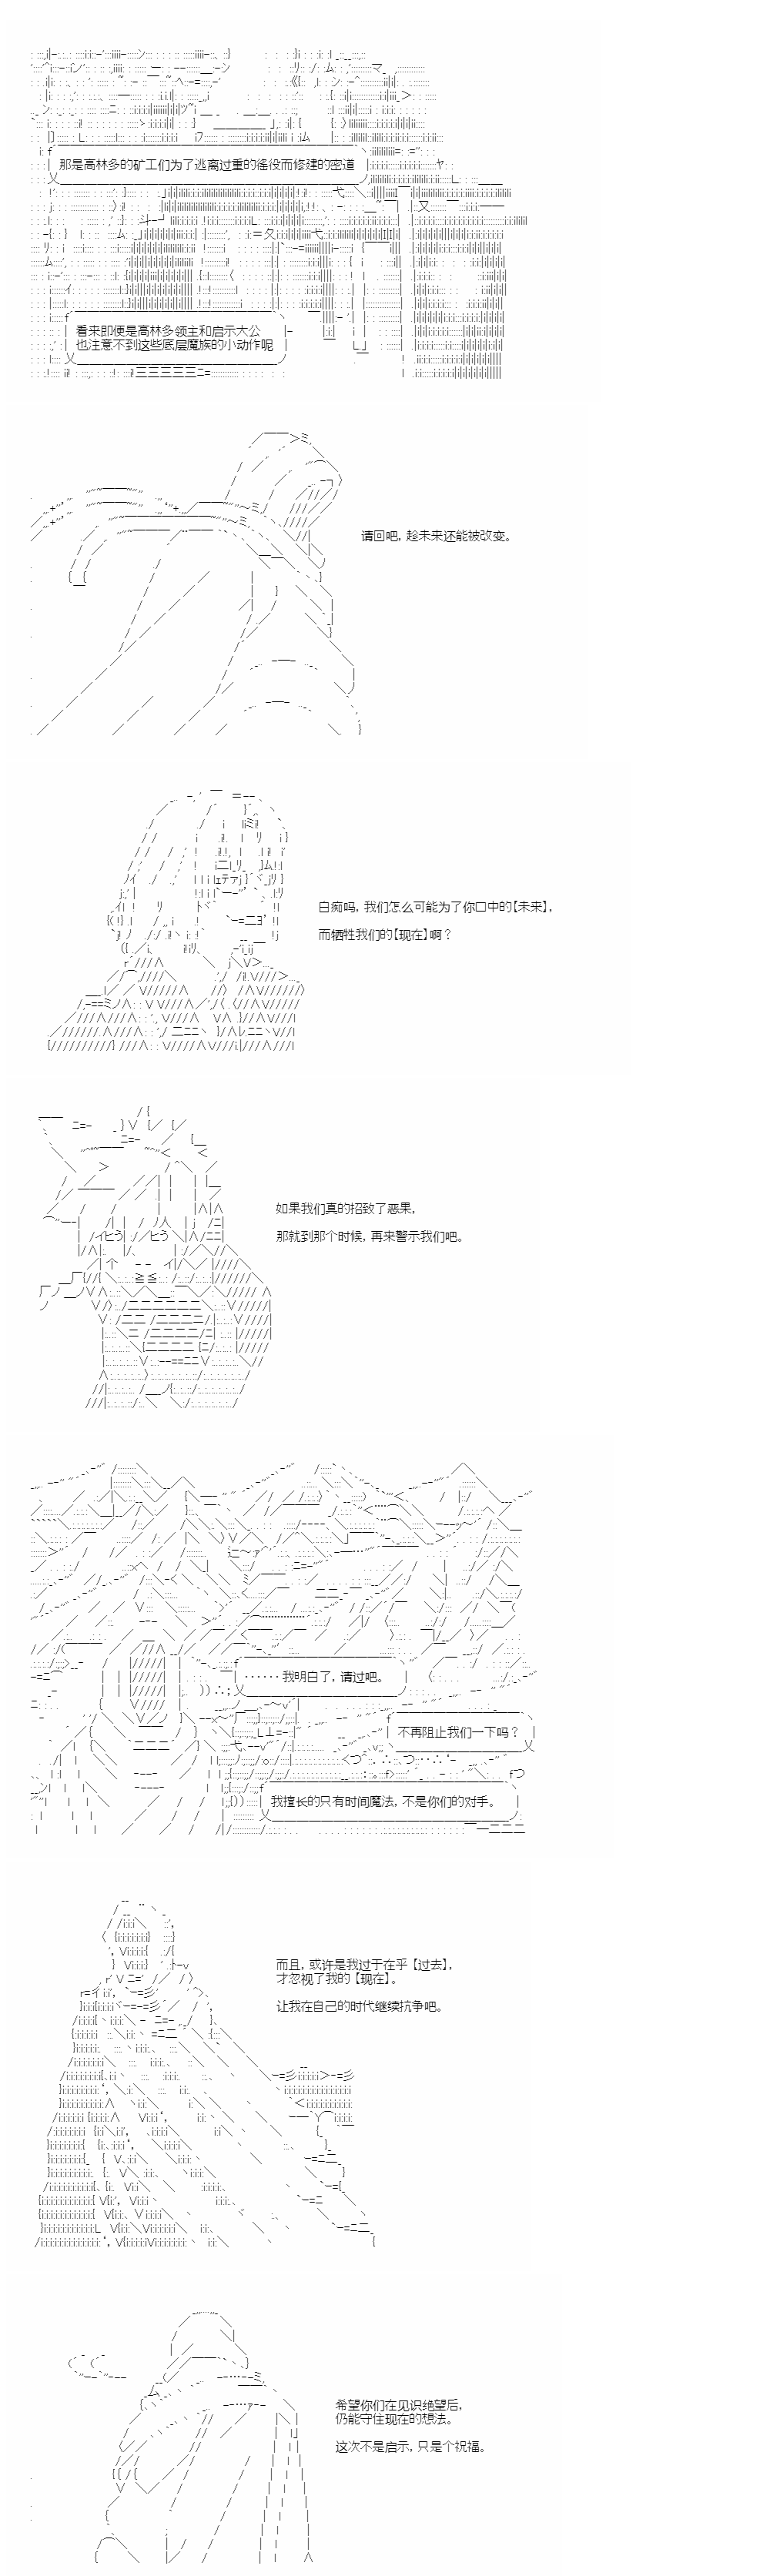 那是高林多的矿工们为了逃离过重的徭役而修建的密道
看来即便是高林多领主和启示大公
也注意不到这些底层魔族的小动作呢
请回吧，趁未来还能被改变。
白痴吗，我们怎么可能为了你口中的【未来】，
而牺牲我们的【现在】啊？
如果我们真的招致了恶果，
那就到那个时候，再来警示我们吧。
······我明白了，请过吧。
不再阻止我们一下吗？
我擅长的只有时间魔法，不是你们的对手。
而且，或许是我过于在乎【过去】，
才忽视了我的【现在】。
让我在自己的时代继续抗争吧。
希望你们在见识绝望后，
仍能守住现在的想法。
这次不是启示，只是个祝福。